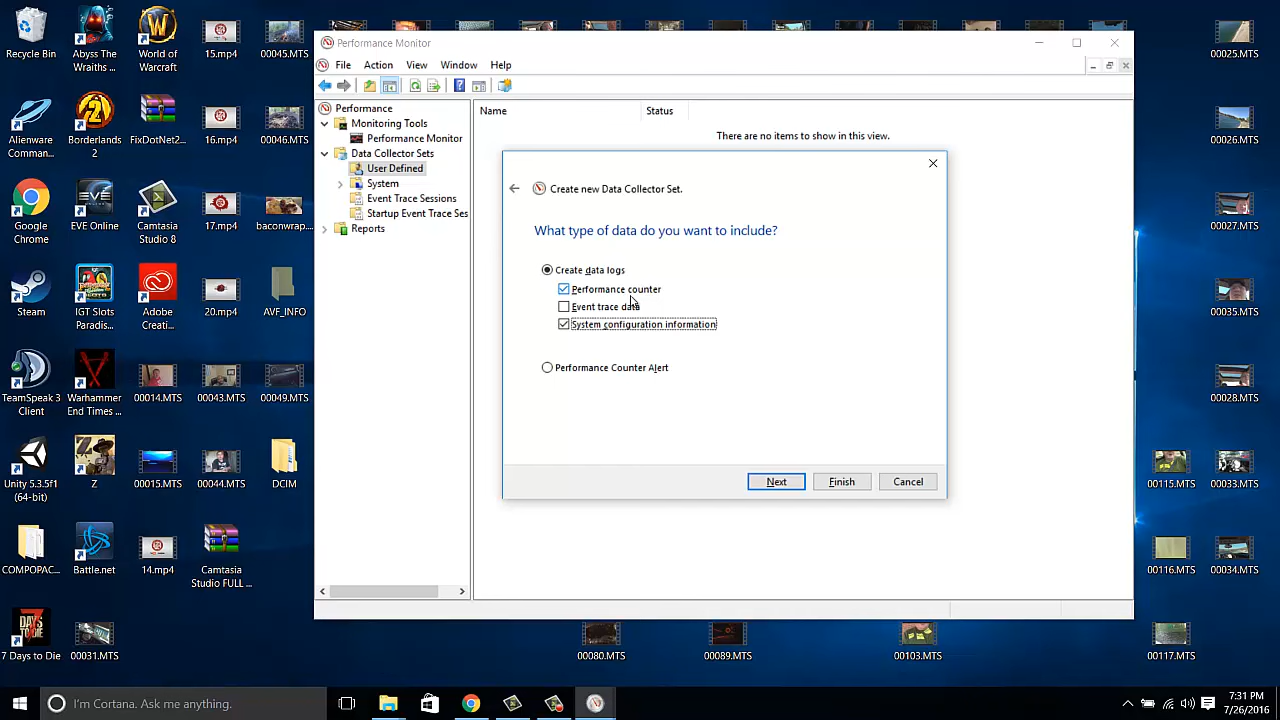 Recycle Bin
Abyss The
Wraiths ...
World of
Warcraft
15.mp4
00045.MTS
Alienware
Comman...
Borderland
2
FixDotNet2...
16.mp4
00046.MTS
Google
Chrome
EVE Online
Camtasia
Studio 8
17.mp4
baconwrap...
Steam
IGT Slots
Paradis...
Adobe
Creati...
AVF_INFO
TeamSpeak 3
Client
Warhammer
End Times ...
00014.MTS
00043.MTS
00049.MTS
Unity 5.3.5f1
(64-bit)
Z
00015.MTS
00044.MTS
DCIM
COMPOPAC...
Battle.net
14.mp4
Camtasia
Studio FULL ...
7 Days to Die
00031.MTS
Performance Monitor
File Action View Window Help
Performance
Monitoring Tools
Performance Monitor
Data Collector Sets
User Defined
System
Event Trace Sessions
Startup Event Trace Ses
Reports
Name Status
There are no items to show in this view.
Create new Data Collector Set.
What type of data do you want to include?
Create data logs
Performance counter
Event trace data
System configuration information
Performance Counter Alert
Next Finish Cancel
00025.MTS
00026.MTS
00027.MTS
00035.MTS
00028.MTS
00115.MTS
00033.MTS
00116.MTS
00034.MTS
00080.MTS
00089.MTS
00103.MTS
00117.MTS
I'm Cortana. Ask me anything.
7:31 PM
7/26/2016